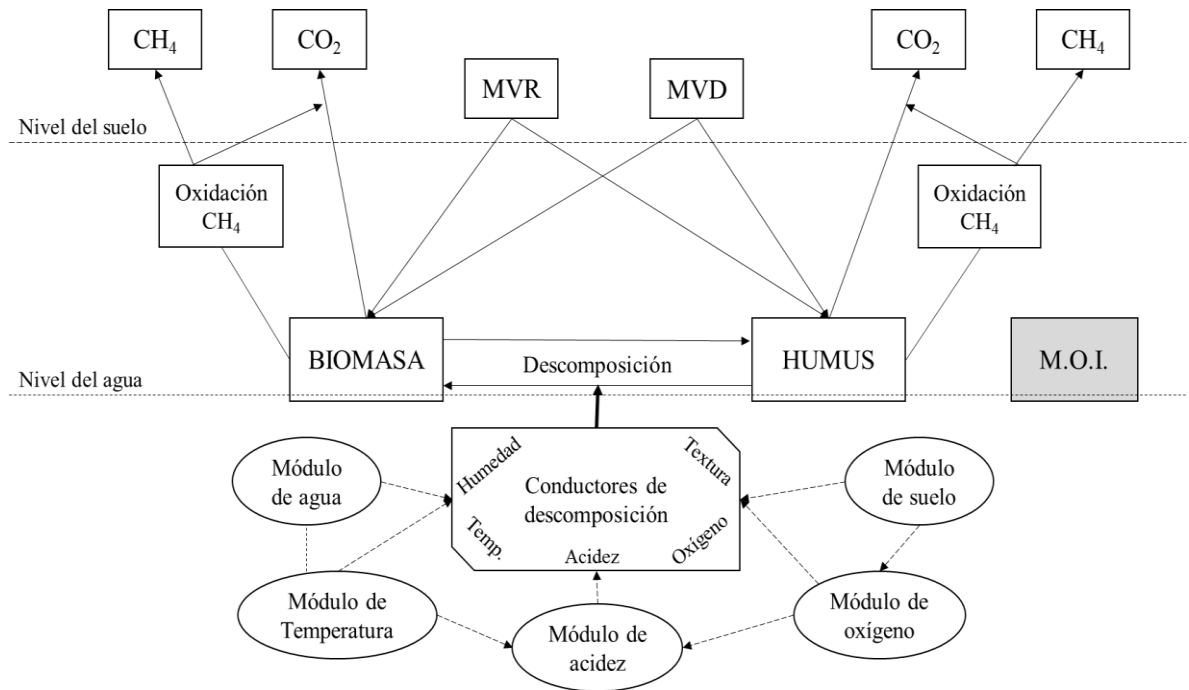 CH₄
CO₂
MVR
MVD
CO₂
CH₄
Nivel del suelo
Oxidación
CH₄
Oxidación
CH₄
BIOMASA
Descomposición
HUMUS
M.O.I.
Nivel del agua
Humedad
Textura
Conductores de
descomposición
Temp.
Acidez
Oxígeno
Módulo
de agua
Módulo
de suelo
Módulo de
Temperatura
Módulo de
acidez
Módulo de
oxígeno